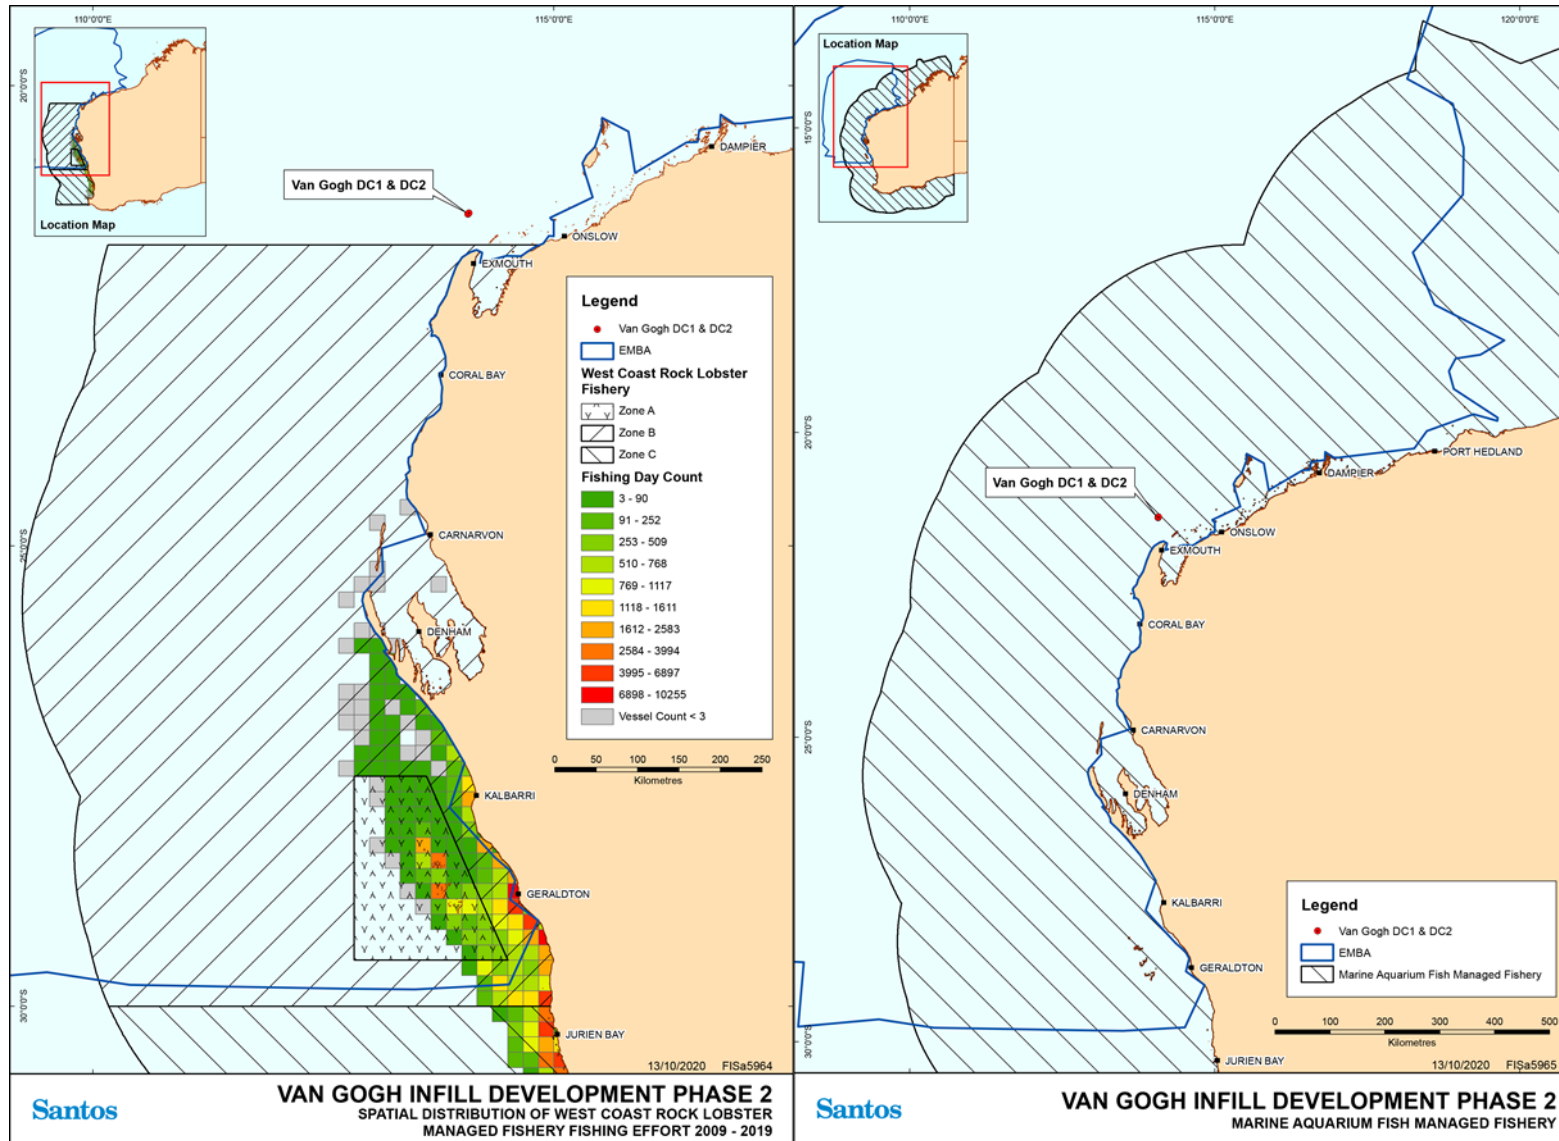 110°0'0"E
115°0'0"E
20°0'0"S
25°0'0"S
30°0'0"S
Location Map
Van Gogh DC1 & DC2
DAMPIER
ONSLOW
EXMOUTH
CORAL BAY
CARNARVON
DENHAM
KALBARRI
GERALDTON
JURIEN BAY
Legend
Van Gogh DC1 & DC2
EMBA
West Coast Rock Lobster
Fishery
Zone A
Zone B
Zone C
Fishing Day Count
3 - 90
91 - 252
253 - 509
510 - 768
769 - 1117
1118 - 1611
1612 - 2583
2584 - 3994
3995 - 6897
6898 - 10255
Vessel Count < 3
0 50 100 150 200 250
Kilometres
13/10/2020 FISa5964
Santos
VAN GOGH INFILL DEVELOPMENT PHASE 2
SPATIAL DISTRIBUTION OF WEST COAST ROCK LOBSTER
MANAGED FISHERY FISHING EFFORT 2009 - 2019
110°0'0"E
115°0'0"E
120°0'0"E
15°0'0"S
20°0'0"S
25°0'0"S
30°0'0"S
Location Map
Van Gogh DC1 & DC2
PORT HEDLAND
DAMPIER
ONSLOW
EXMOUTH
CORAL BAY
CARNARVON
DENHAM
KALBARRI
GERALDTON
JURIEN BAY
Legend
Van Gogh DC1 & DC2
EMBA
Marine Aquarium Fish Managed Fishery
0 100 200 300 400 500
Kilometres
13/10/2020 FISa5965
Santos
VAN GOGH INFILL DEVELOPMENT PHASE 2
MARINE AQUARIUM FISH MANAGED FISHERY